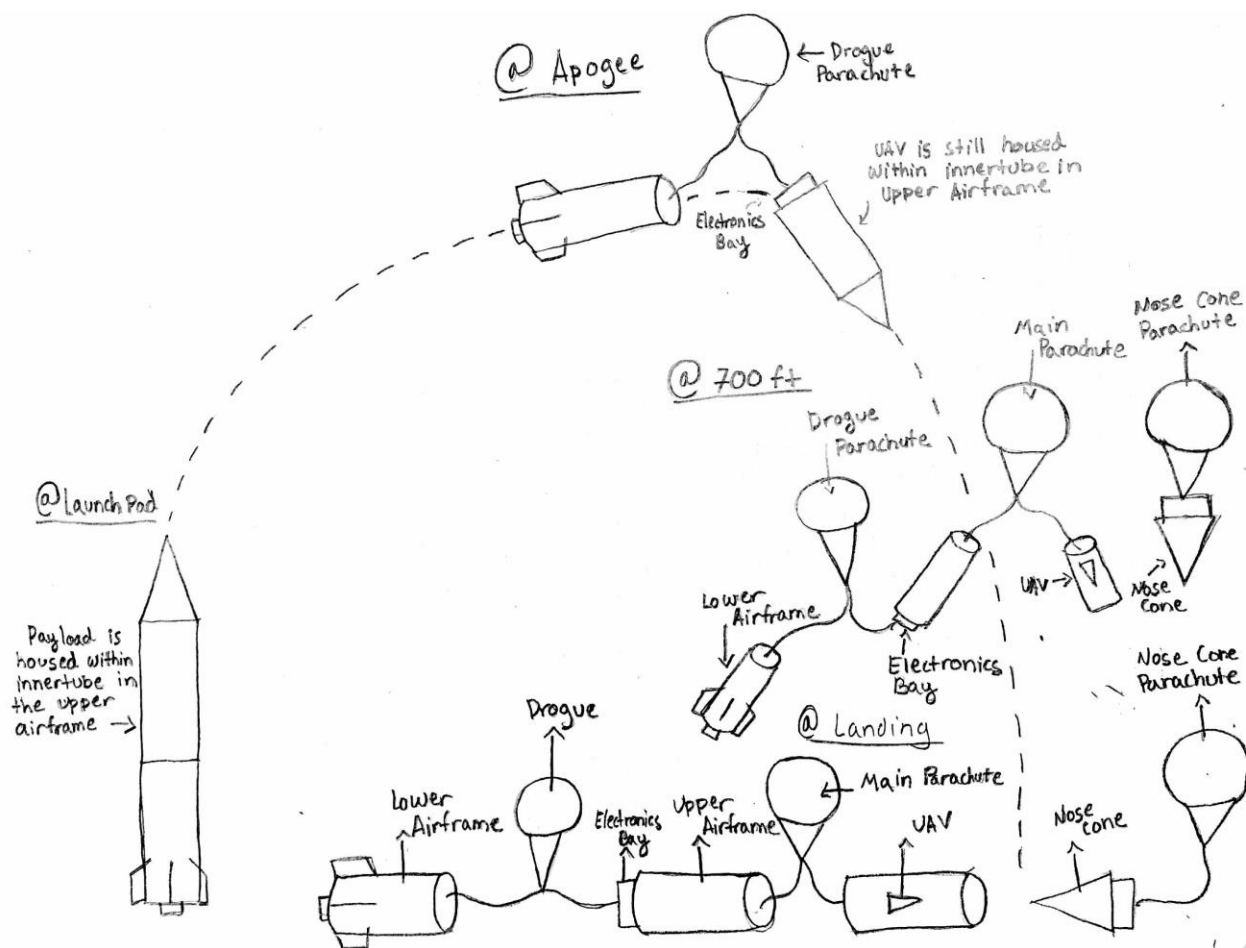 @ Apogee
Drogue
Parachute
UAV is still housed
within innertube in
Upper Airframe
Electronics
Bay
@ 700 ft
Main
Parachute
Nose Cone
Parachute
Drogue
Parachute
UAV
Nose
Cone
Lower
Airframe
Electronics
Bay
@ Launch Pad
Payload is
housed within
innertube in
the upper
airframe
@ Landing
Nose Cone
Parachute
Drogue
Main Parachute
Lower
Airframe
Electronics
Bay
Upper
Airframe
UAV
Nose
cone